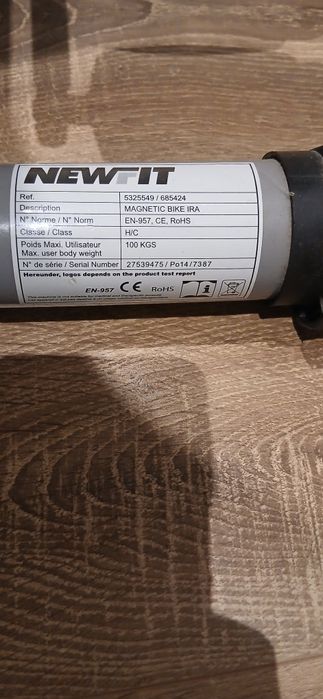 NEWFIT
Ref. 5325549 / 685424
Description MAGNETIC BIKE IRA
N° Norme / N° Norm EN-957, CE, RoHS
Classe / Class H/C
Poids Maxi. Utilisateur 100 KGS
Max. user body weight
N° de série / Serial Number 27539475 / Po14/7387
Hereunder, logos depends on the product test report
EN-957 CE RoHS